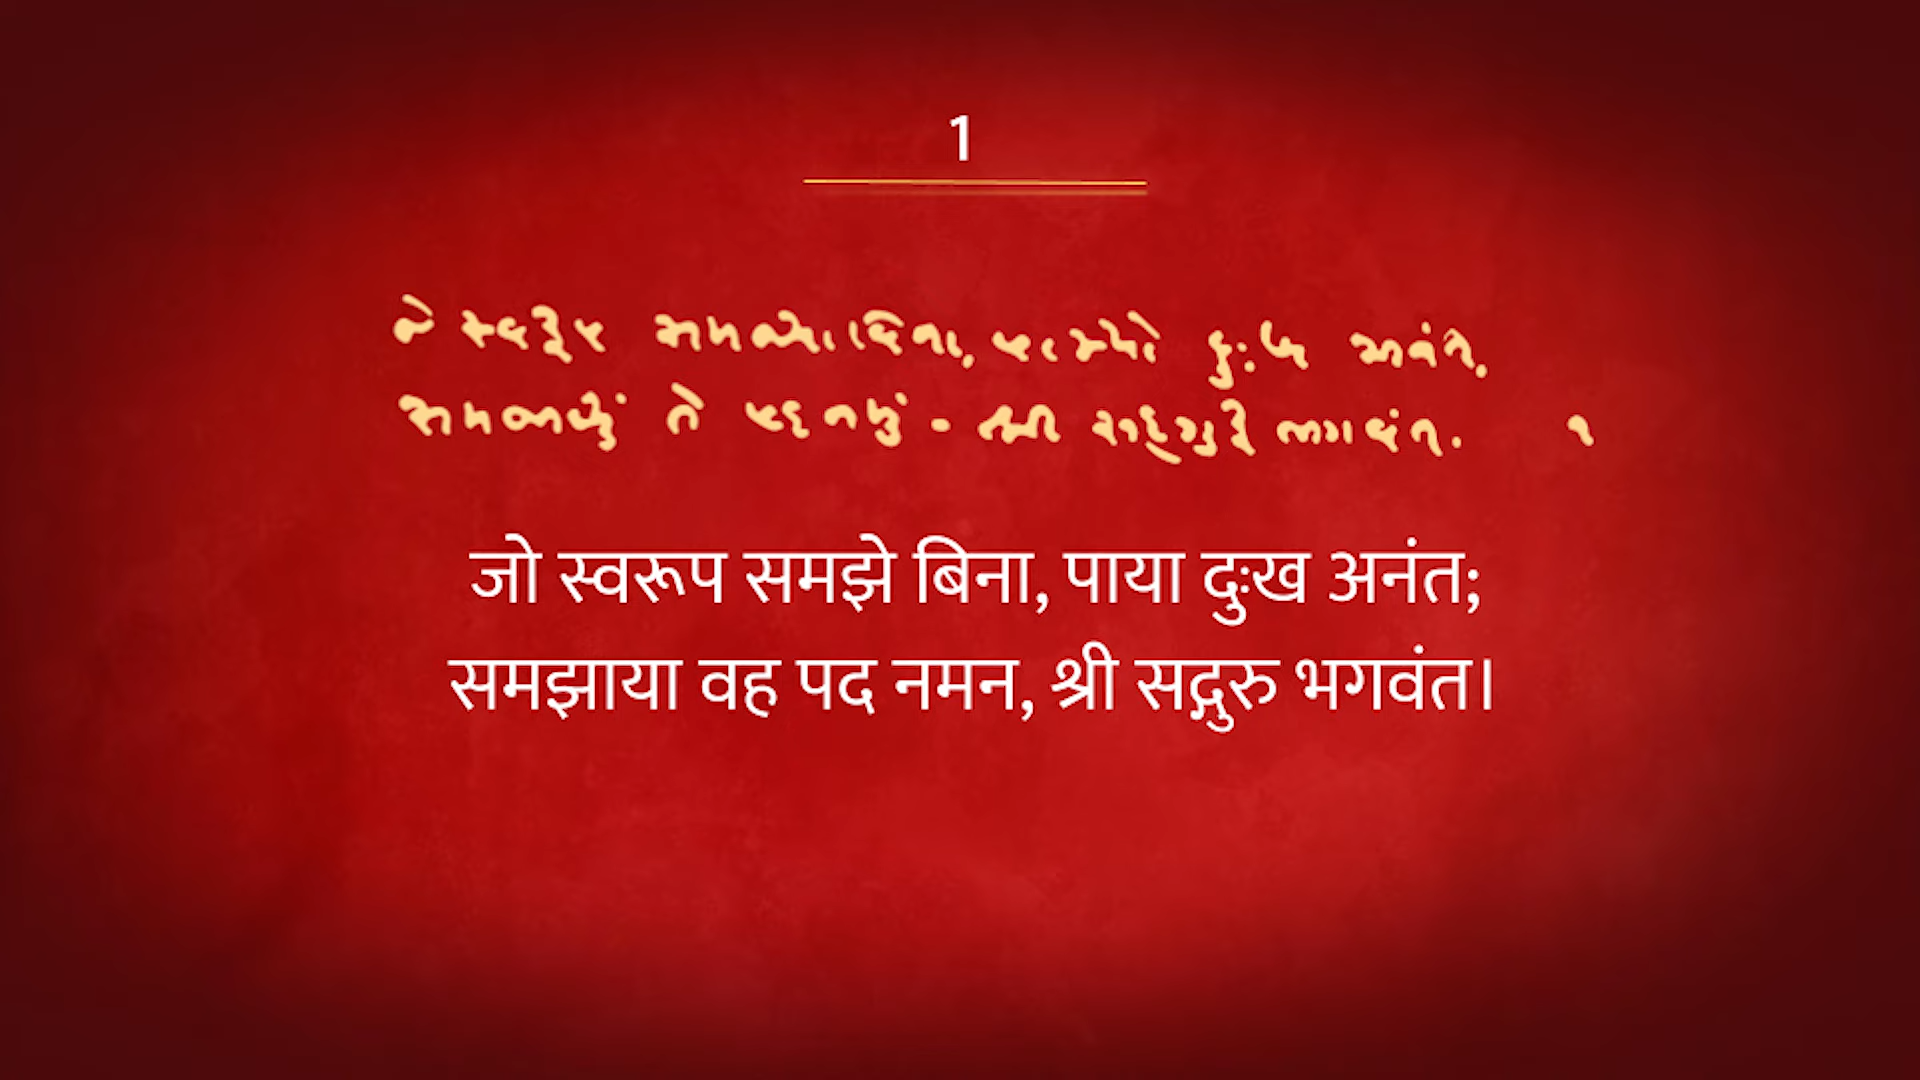 1
જે સ્વરૂપ સમજ્યા વિના, પામ્યો દુઃખ અનંત,
સમજાવ્યું તે પદ નમું - શ્રી સદ્ગુરુ ભગવંત. ૧
जो स्वरूप समझे बिना, पाया दुःख अनंत;
समझाया वह पद नमन, श्री सद्गुरु भगवंत।